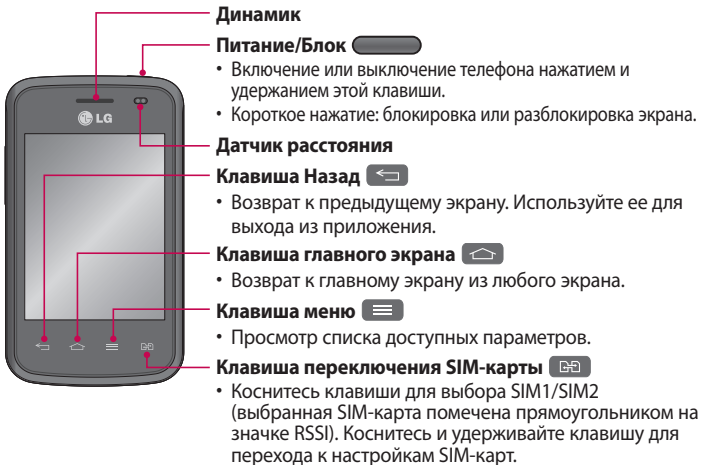 Динамик
Питание/Блок
• Включение или выключение телефона нажатием и
удержанием этой клавиши.
• Короткое нажатие: блокировка или разблокировка экрана.
LG
Датчик расстояния
Клавиша Назад
• Возврат к предыдущему экрану. Используйте ее для
выхода из приложения.
Клавиша главного экрана
• Возврат к главному экрану из любого экрана.
Клавиша меню
• Просмотр списка доступных параметров.
Клавиша переключения SIM-карты
• Коснитесь клавиши для выбора SIM1/SIM2
(выбранная SIM-карта помечена прямоугольником на
значке RSSI). Коснитесь и удерживайте клавишу для
перехода к настройкам SIM-карт.